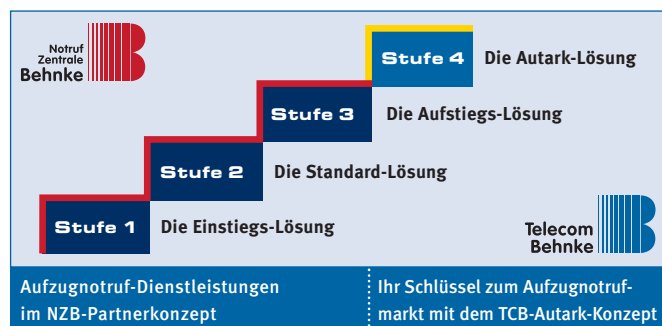 Notruf
Zentrale
Behnke
Stufe 4
Die Autark-Lösung
Stufe 3
Die Aufstiegs-Lösung
Stufe 2
Die Standard-Lösung
Stufe 1
Die Einstiegs-Lösung
Telecom
Behnke
Aufzugnotruf-Dienstleistungen
im NZB-Partnerkonzept
Ihr Schlüssel zum Aufzugnotruf-
markt mit dem TCB-Autark-Konzept